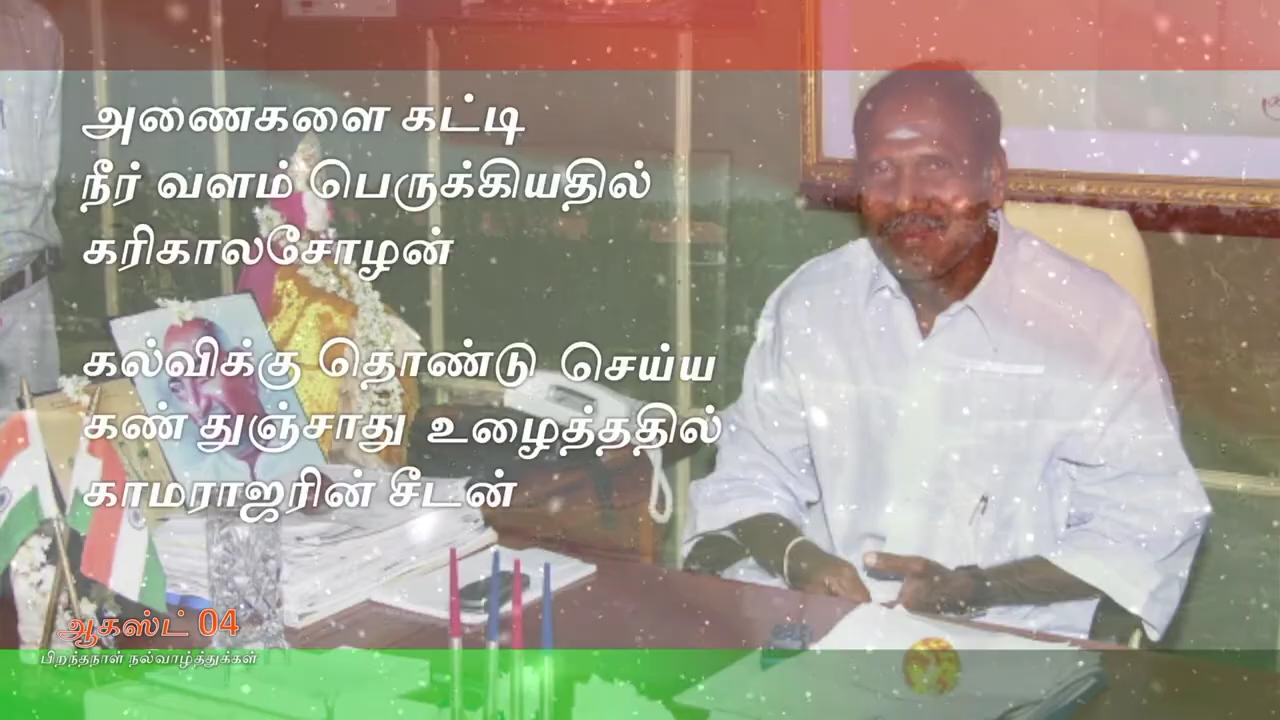 அணைகளை கட்டி
நீர் வளம் பெருக்கியதில்
கரிகாலசோழன்
கல்விக்கு தொண்டு செய்ய
கண் துஞ்சாது உழைத்ததில்
காமராஜரின் சீடன்
ஆகஸ்ட் 04
பிறந்தநாள் நல்வாழ்த்துக்கள்